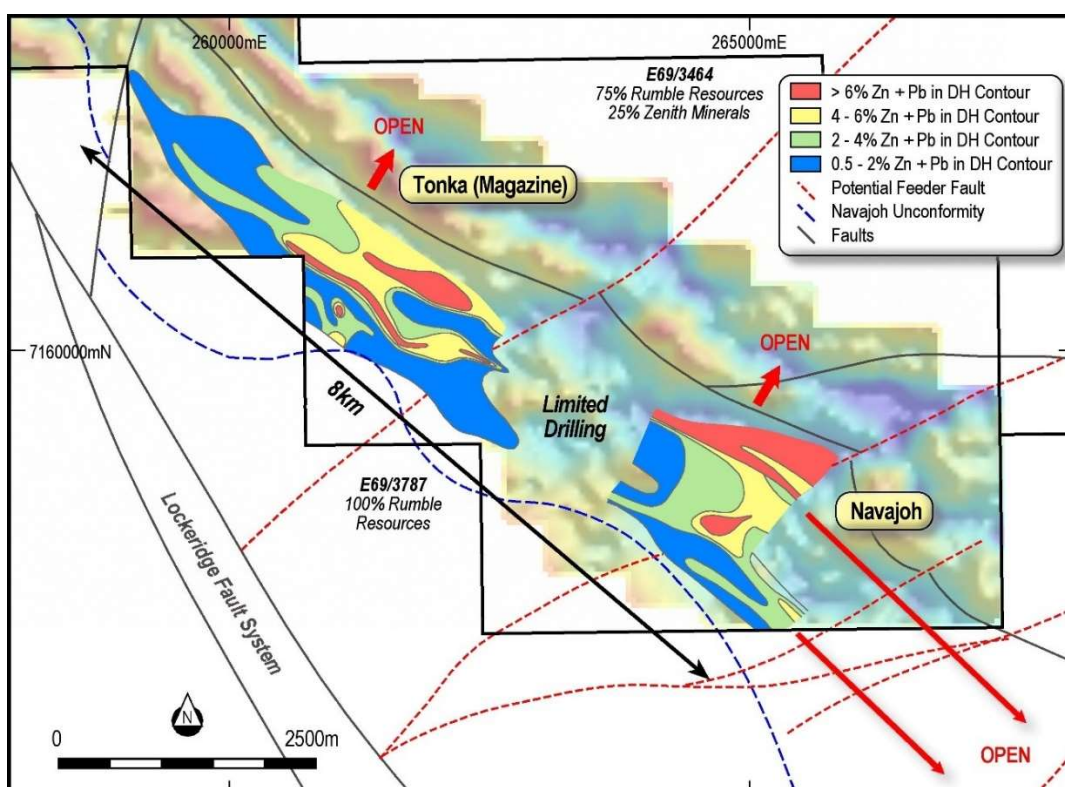 260000mE
265000mE
E69/3464
75% Rumble Resources
25% Zenith Minerals
> 6% Zn + Pb in DH Contour
4 - 6% Zn + Pb in DH Contour
2 - 4% Zn + Pb in DH Contour
0.5 - 2% Zn + Pb in DH Contour
Potential Feeder Fault
Navajoh Unconformity
Faults
OPEN
Tonka (Magazine)
7160000mN
OPEN
8km
Limited
Drilling
E69/3787
100% Rumble
Resources
Navajoh
Lockeridge Fault System
N
0
2500m
OPEN